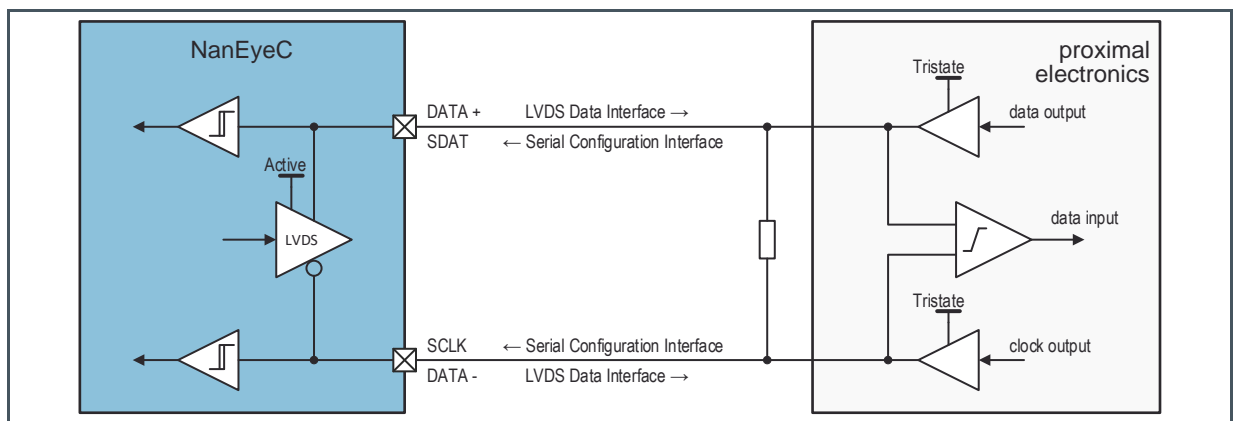 NanEyeC
proximal
electronics
Tristate
DATA + LVDS Data Interface →
data output
SDAT ← Serial Configuration Interface
Active
LVDS
data input
Tristate
SCLK ← Serial Configuration Interface
clock output
DATA - LVDS Data Interface →